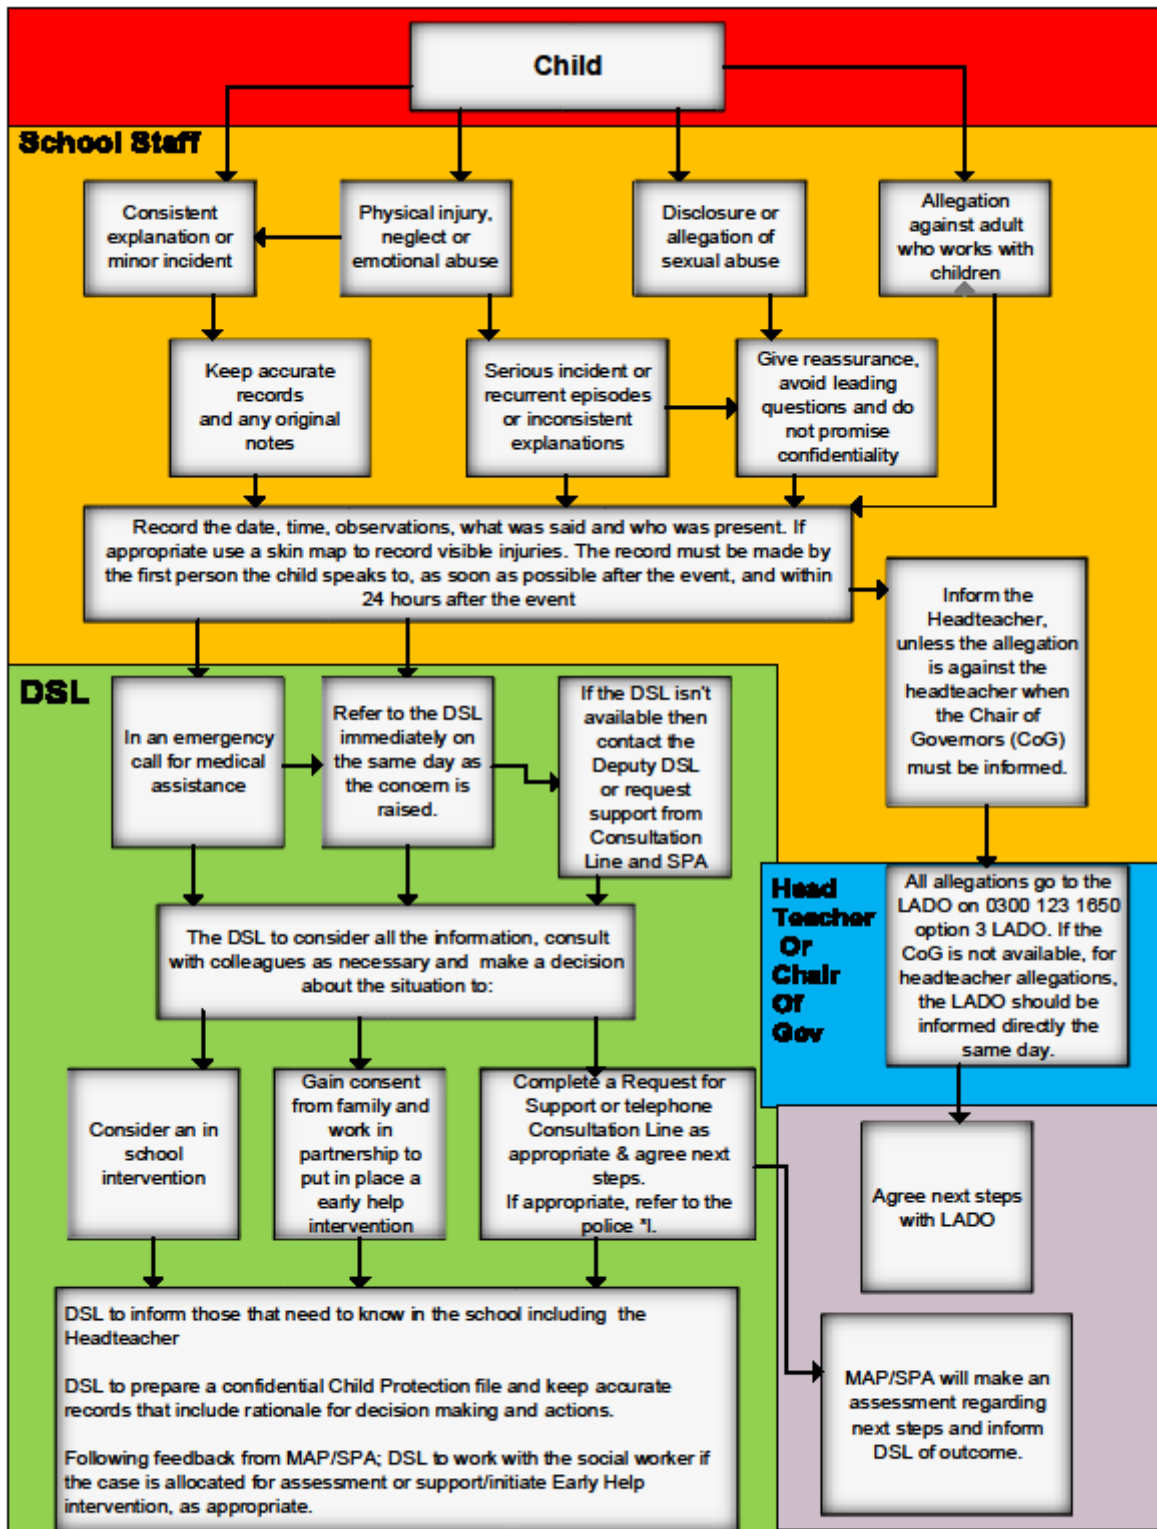 Child
School Staff
Consistent
explanation or
minor incident
Physical injury,
neglect or
emotional abuse
Disclosure or
allegation of
sexual abuse
Allegation
against adult
who works with
children
Keep accurate
records
and any original
notes
Serious incident or
recurrent episodes
or inconsistent
explanations
Give reassurance,
avoid leading
questions and do
not promise
confidentiality
Record the date, time, observations, what was said and who was present. If
appropriate use a skin map to record visible injuries. The record must be made by
the first person the child speaks to, as soon as possible after the event, and within
24 hours after the event
Inform the
Headteacher,
unless the allegation
is against the
headteacher when
the Chair of
Governors (CoG)
must be informed.
DSL
In an emergency
call for medical
assistance
Refer to the DSL
immediately on
the same day as
the concern is
raised.
If the DSL isn't
available then
contact the
Deputy DSL
or request
support from
Consultation
Line and SPA
Head
Teacher
Or
Chair
Of
Gov
All allegations go to the
LADO on 0300 123 1650
option 3 LADO. If the
CoG is not available, for
headteacher allegations,
the LADO should be
informed directly the
same day.
The DSL to consider all the information, consult
with colleagues as necessary and make a decision
about the situation to:
Consider an in
school
intervention
Gain consent
from family and
work in
partnership to
put in place a
early help
intervention
Complete a Request for
Support or telephone
Consultation Line as
appropriate & agree next
steps.
If appropriate, refer to the
police *I.
Agree next steps
with LADO
DSL to inform those that need to know in the school including the
Headteacher
DSL to prepare a confidential Child Protection file and keep accurate
records that include rationale for decision making and actions.
Following feedback from MAP/SPA; DSL to work with the social worker if
the case is allocated for assessment or support/initiate Early Help
intervention, as appropriate.
MAP/SPA will make an
assessment regarding
next steps and inform
DSL of outcome.